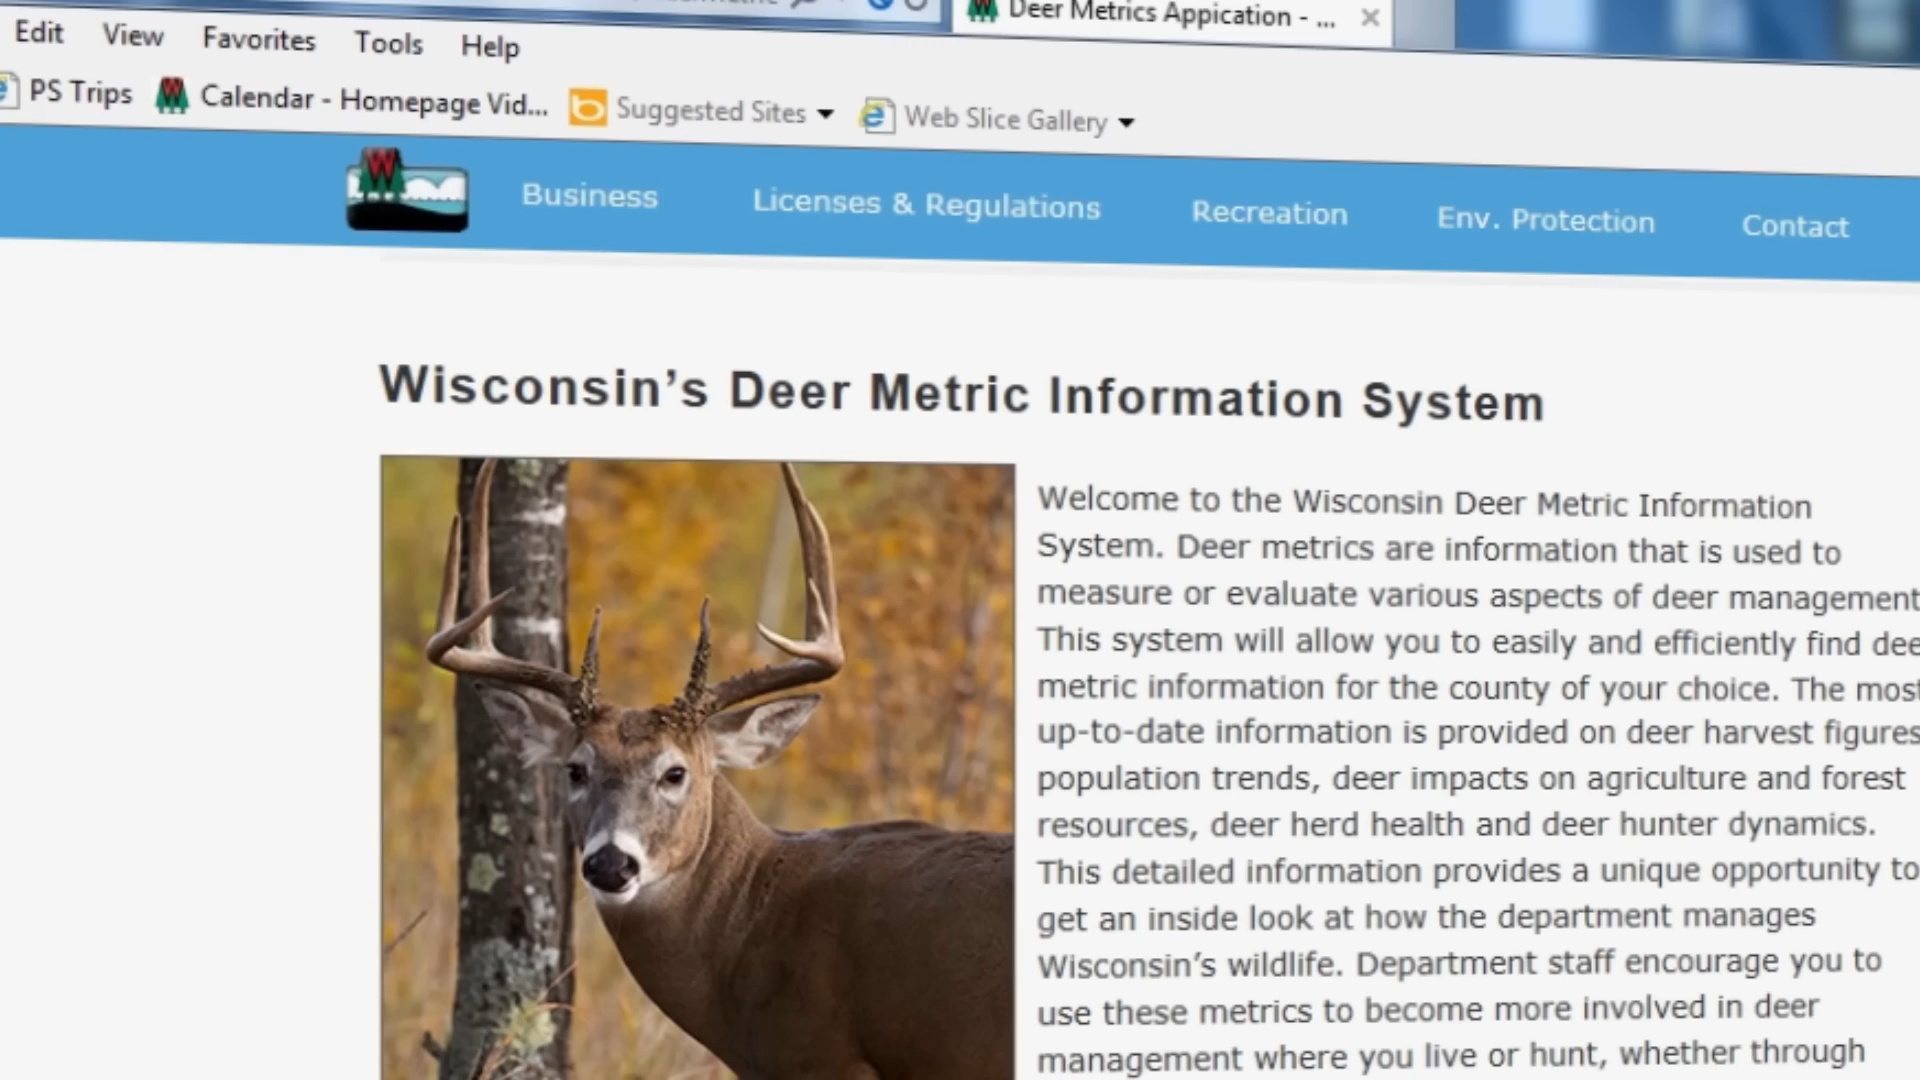 Deer Metrics Appication - ...
Edit View Favorites Tools Help
PS Trips Calendar - Homepage Vid... Suggested Sites Web Slice Gallery
W Business Licenses & Regulations Recreation Env. Protection Contact
Wisconsin’s Deer Metric Information System
Welcome to the Wisconsin Deer Metric Information
System. Deer metrics are information that is used to
measure or evaluate various aspects of deer management
This system will allow you to easily and efficiently find dee
metric information for the county of your choice. The most
up-to-date information is provided on deer harvest figures
population trends, deer impacts on agriculture and forest
resources, deer herd health and deer hunter dynamics.
This detailed information provides a unique opportunity to
get an inside look at how the department manages
Wisconsin’s wildlife. Department staff encourage you to
use these metrics to become more involved in deer
management where you live or hunt, whether through